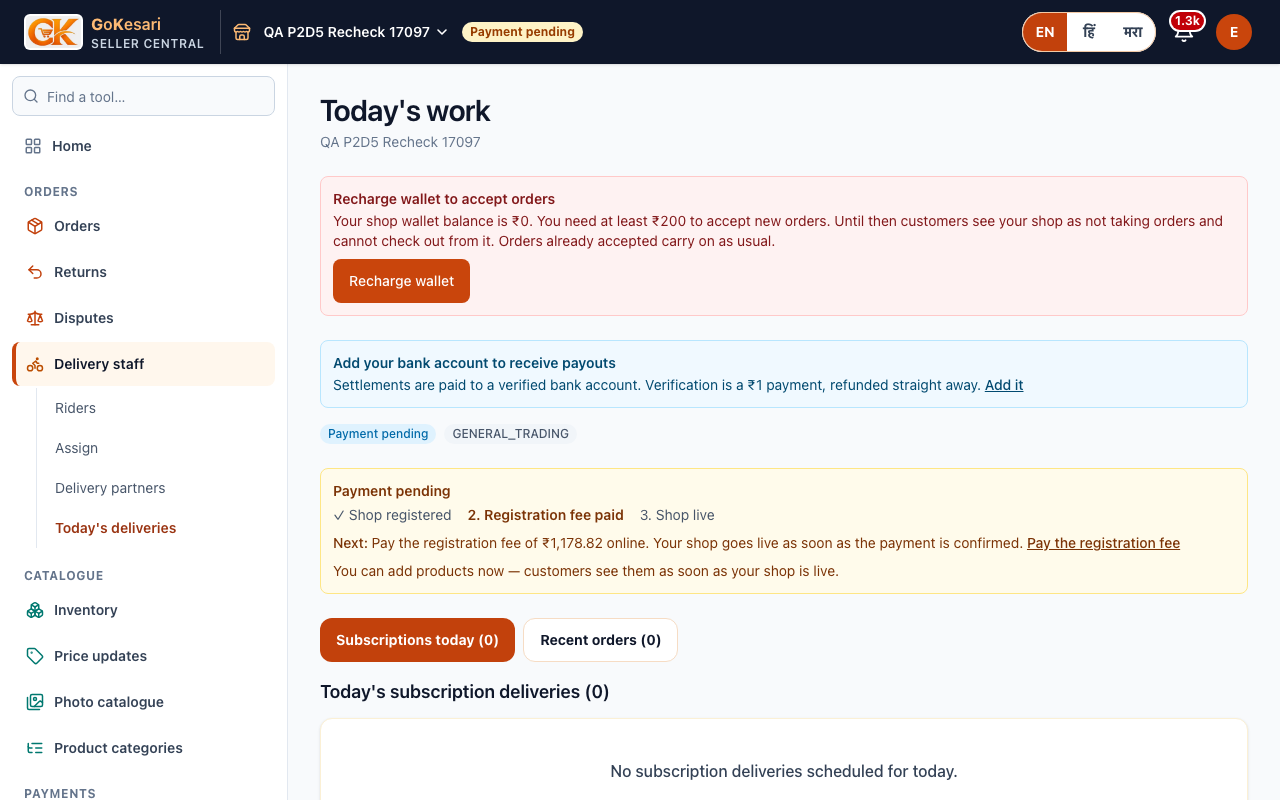 GoKesari
SELLER CENTRAL
QA P2D5 Recheck 17097
Payment pending
EN
हिं
मरा
1.3k
E
Find a tool...
Home
ORDERS
Orders
Returns
Disputes
Delivery staff
Riders
Assign
Delivery partners
Today's deliveries
CATALOGUE
Inventory
Price updates
Photo catalogue
Product categories
PAYMENTS
Today's work
QA P2D5 Recheck 17097
Recharge wallet to accept orders
Your shop wallet balance is ₹0. You need at least ₹200 to accept new orders. Until then customers see your shop as not taking orders and
cannot check out from it. Orders already accepted carry on as usual.
Recharge wallet
Add your bank account to receive payouts
Settlements are paid to a verified bank account. Verification is a ₹1 payment, refunded straight away. Add it
Payment pending GENERAL_TRADING
Payment pending
✓ Shop registered 2. Registration fee paid 3. Shop live
Next: Pay the registration fee of ₹1,178.82 online. Your shop goes live as soon as the payment is confirmed. Pay the registration fee
You can add products now — customers see them as soon as your shop is live.
Subscriptions today (0) Recent orders (0)
Today's subscription deliveries (0)
No subscription deliveries scheduled for today.